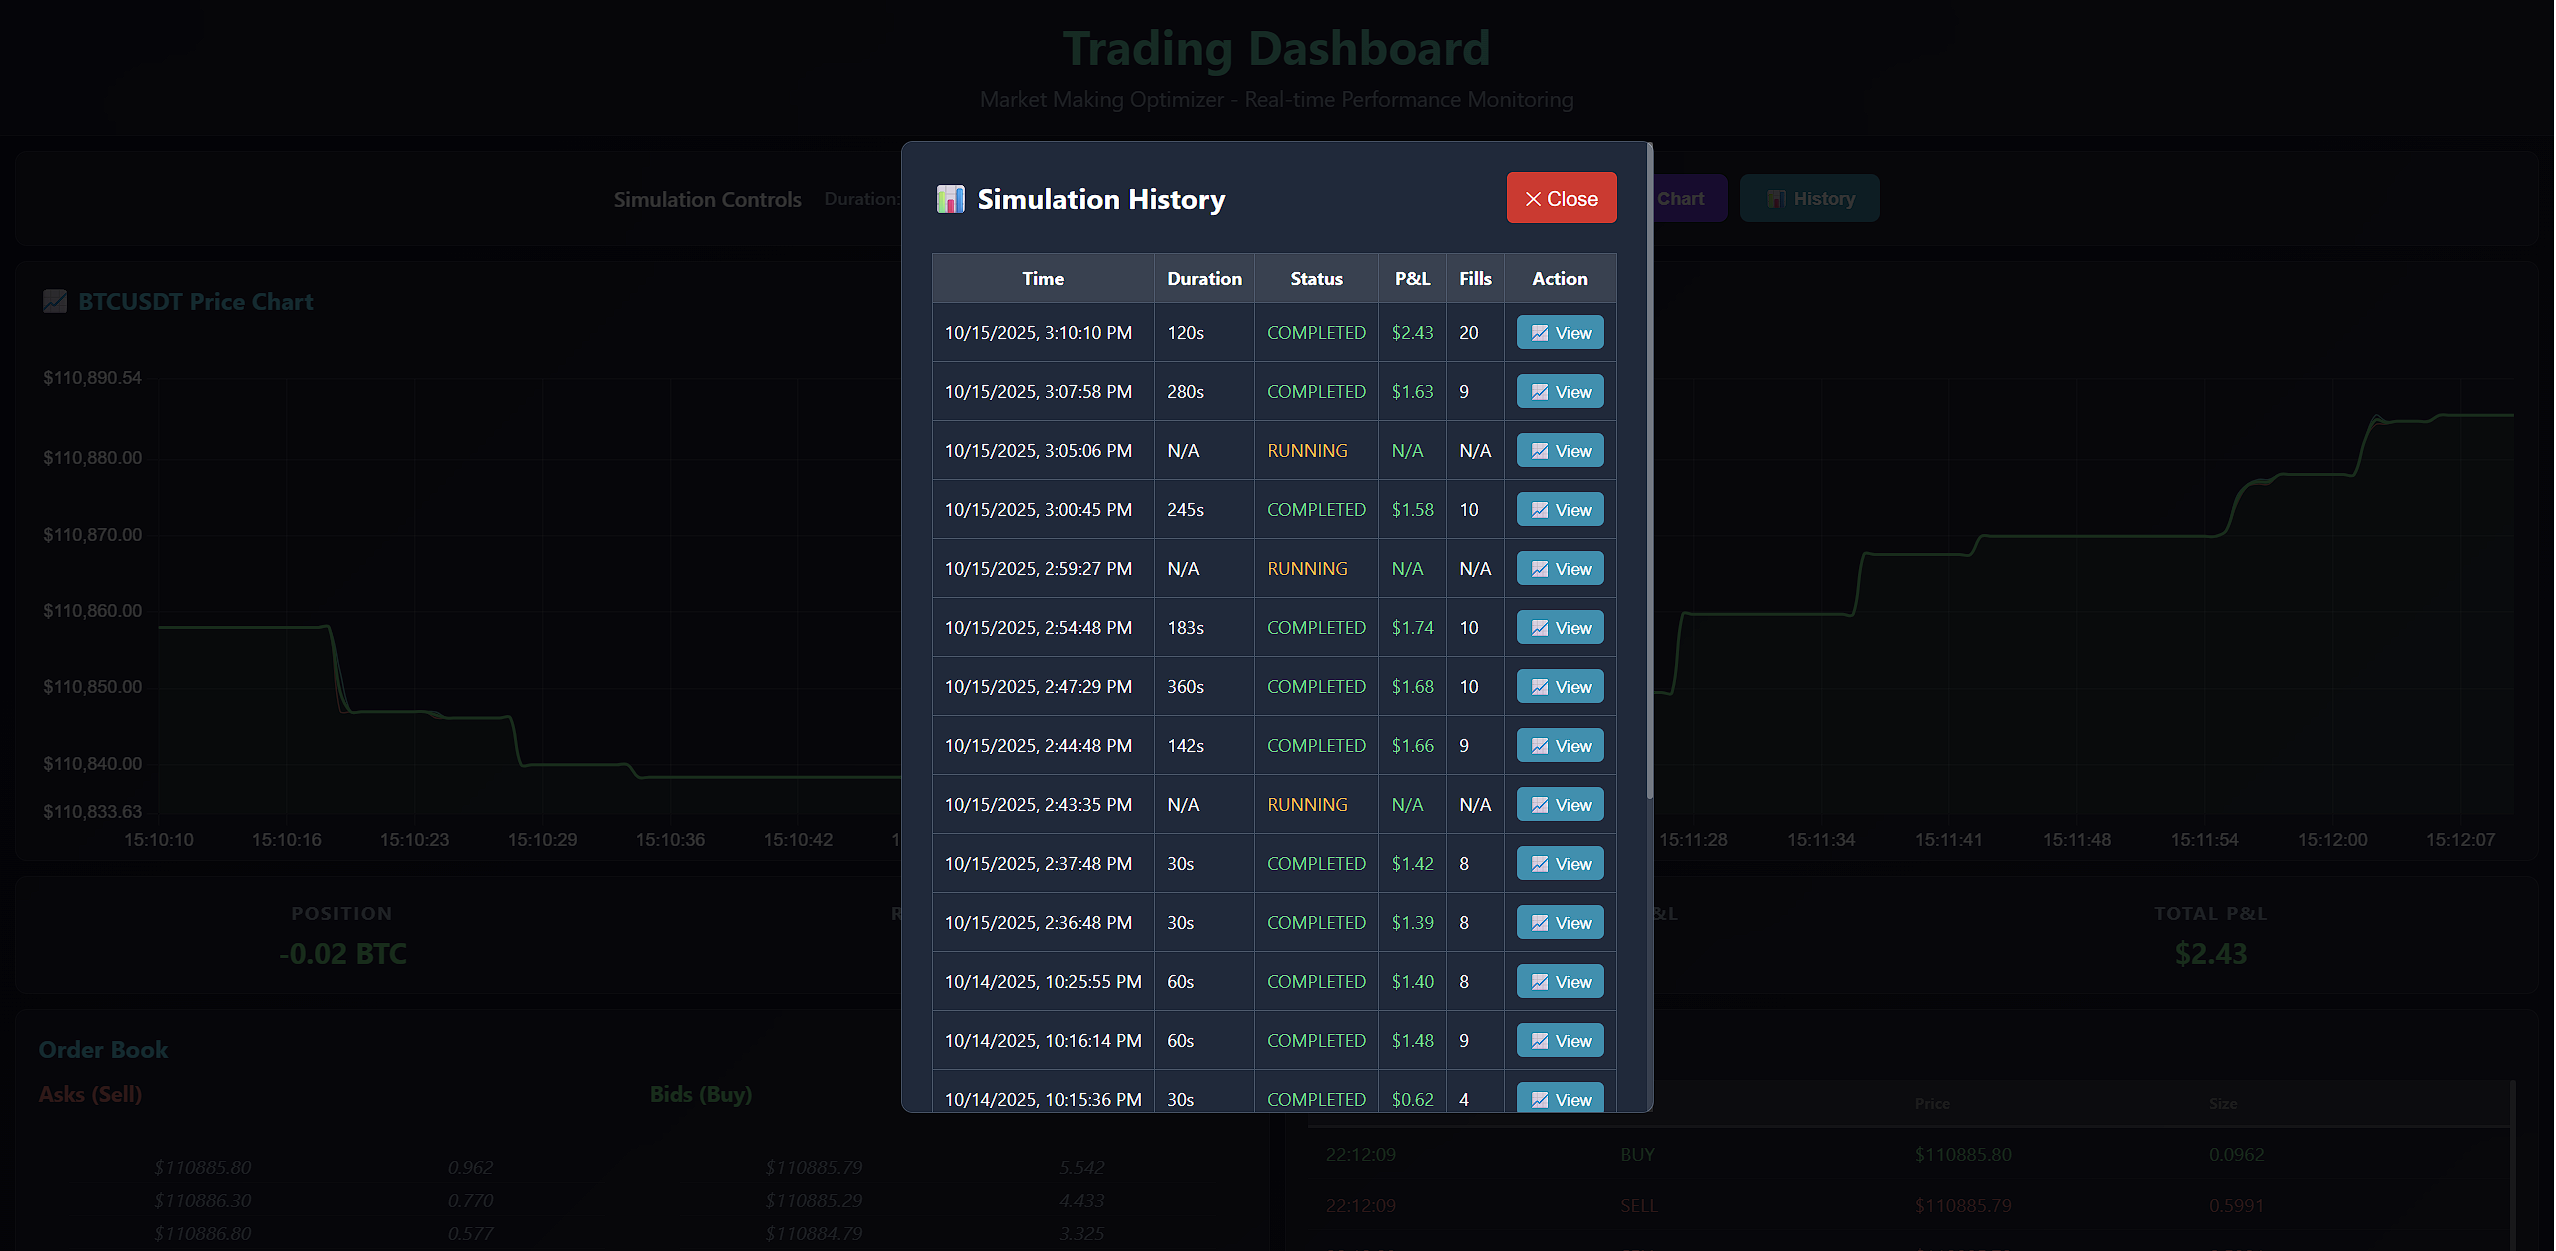 Trading Dashboard
Market Making Optimizer - Real-time Performance Monitoring
Simulation Controls Duration: Chart History
Simulation History
Close
Time Duration Status P&L Fills Action
10/15/2025, 3:10:10 PM 120s COMPLETED $2.43 20 View
10/15/2025, 3:07:58 PM 280s COMPLETED $1.63 9 View
10/15/2025, 3:05:06 PM N/A RUNNING N/A N/A View
10/15/2025, 3:00:45 PM 245s COMPLETED $1.58 10 View
10/15/2025, 2:59:27 PM N/A RUNNING N/A N/A View
10/15/2025, 2:54:48 PM 183s COMPLETED $1.74 10 View
10/15/2025, 2:47:29 PM 360s COMPLETED $1.68 10 View
10/15/2025, 2:44:48 PM 142s COMPLETED $1.66 9 View
10/15/2025, 2:43:35 PM N/A RUNNING N/A N/A View
10/15/2025, 2:37:48 PM 30s COMPLETED $1.42 8 View
10/15/2025, 2:36:48 PM 30s COMPLETED $1.39 8 View
10/14/2025, 10:25:55 PM 60s COMPLETED $1.40 8 View
10/14/2025, 10:16:14 PM 60s COMPLETED $1.48 9 View
10/14/2025, 10:15:36 PM 30s COMPLETED $0.62 4 View
BTCUSDT Price Chart
$110,890.54
$110,880.00
$110,870.00
$110,860.00
$110,850.00
$110,840.00
$110,833.63
15:10:10 15:10:16 15:10:23 15:10:29 15:10:36 15:10:42 15:11:28 15:11:34 15:11:41 15:11:48 15:11:54 15:12:00 15:12:07
POSITION TOTAL P&L
-0.02 BTC $2.43
Order Book
Asks (Sell) Bids (Buy)
$110885.80 0.962 $110885.79 5.542
$110886.30 0.770 $110885.29 4.433
$110886.80 0.577 $110884.79 3.325
Price Size
22:12:09 BUY $110885.80 0.0962
22:12:09 SELL $110885.79 0.5991